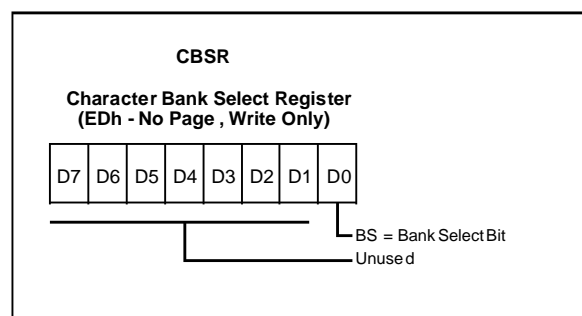 CBSR
Character Bank Select Register
(EDh - No Page , Write Only)
D7 D6 D5 D4 D3 D2 D1 D0
BS = Bank Select Bit
Unused